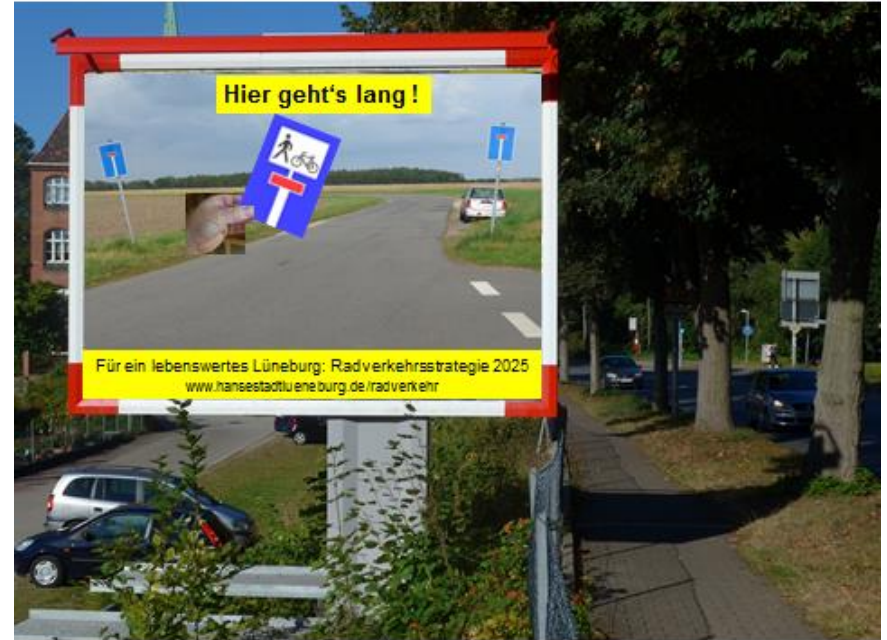 Hier geht's lang !
Für ein lebenswertes Lüneburg: Radverkehrsstrategie 2025
www.hansestadtlueneburg.de/radverkehr